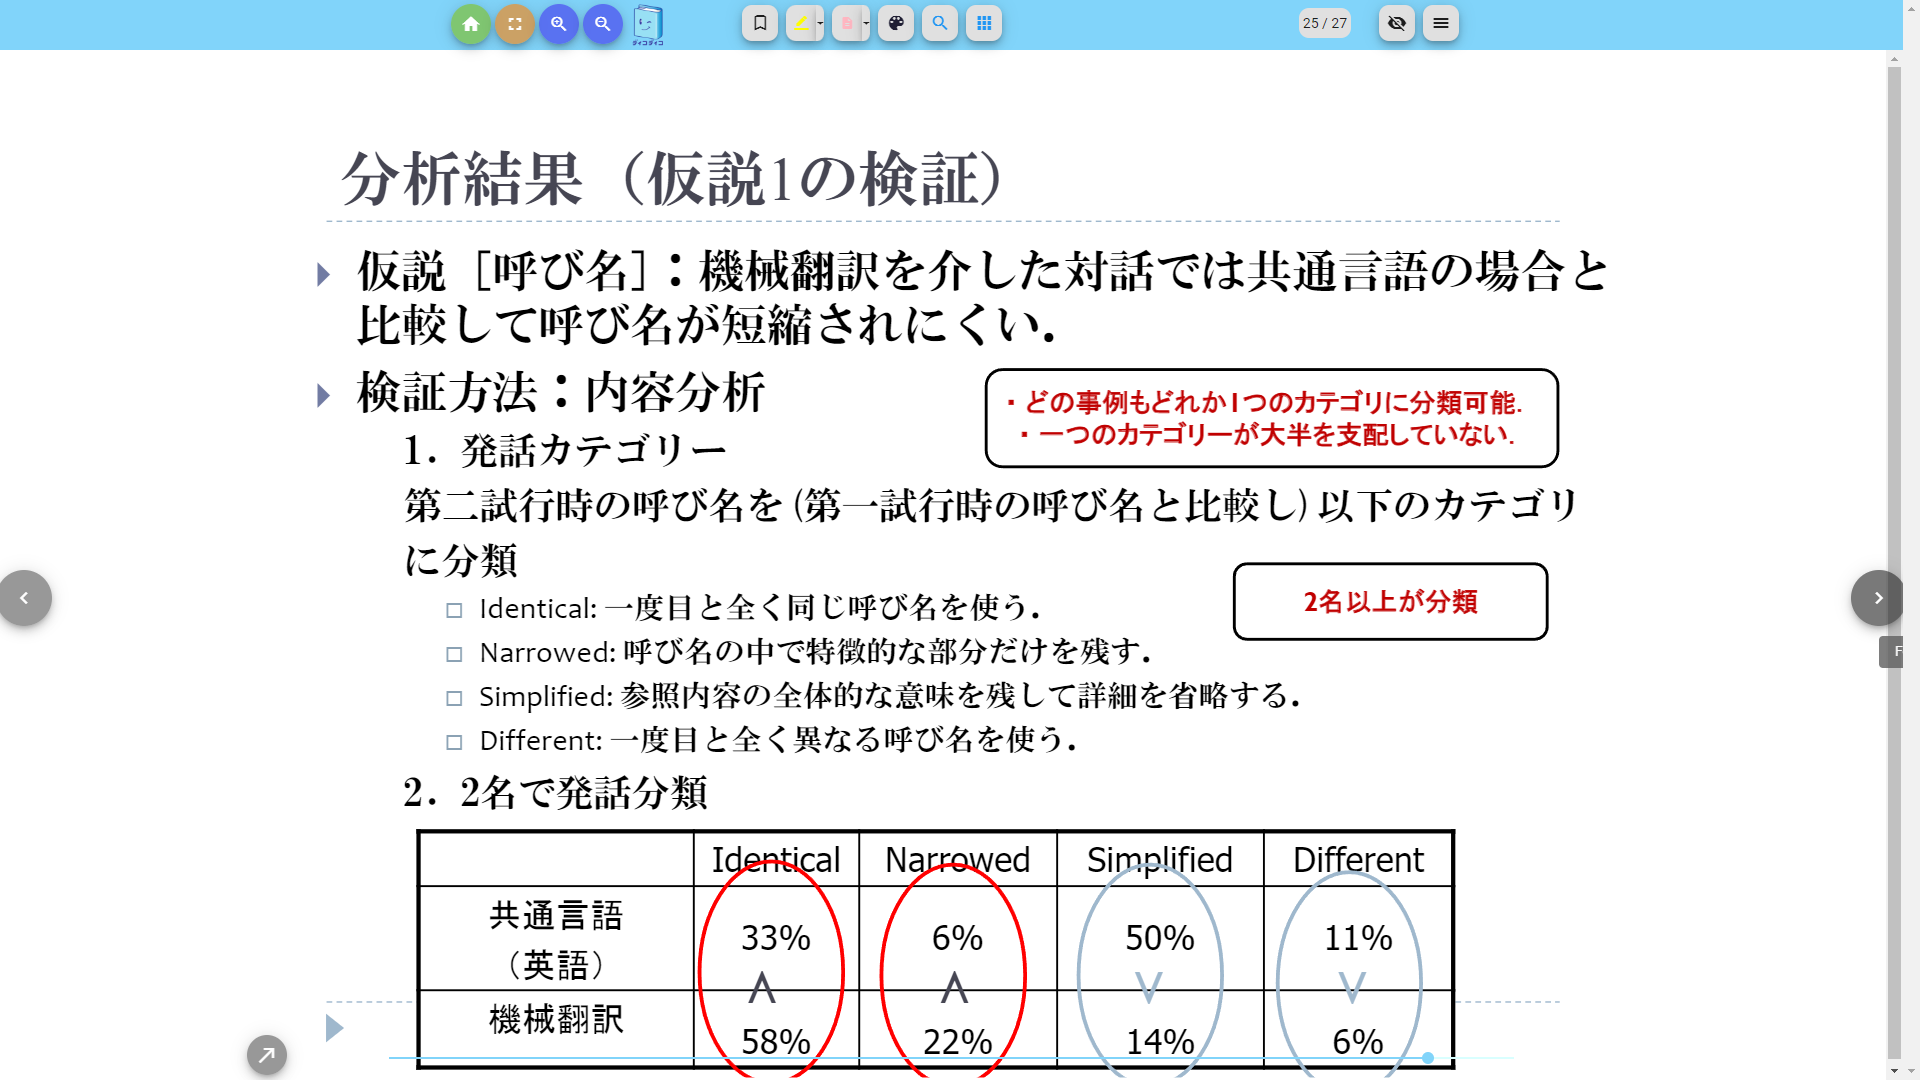 ダイコダイコ
25 / 27
分析結果（仮説1の検証）
仮説［呼び名］：機械翻訳を介した対話では共通言語の場合と
比較して呼び名が短縮されにくい．
検証方法：内容分析
・どの事例もどれか1つのカテゴリに分類可能.
・一つのカテゴリーが大半を支配していない.
1．発話カテゴリー
第二試行時の呼び名を (第一試行時の呼び名と比較し) 以下のカテゴリ
に分類
2名以上が分類
Identical: 一度目と全く同じ呼び名を使う．
Narrowed: 呼び名の中で特徴的な部分だけを残す．
Simplified: 参照内容の全体的な意味を残して詳細を省略する．
Different: 一度目と全く異なる呼び名を使う．
2．2名で発話分類
Identical Narrowed Simplified Different
共通言語
（英語） 33% 6% 50% 11%
∧ ∧ ∨ ∨
機械翻訳 58% 22% 14% 6%
F